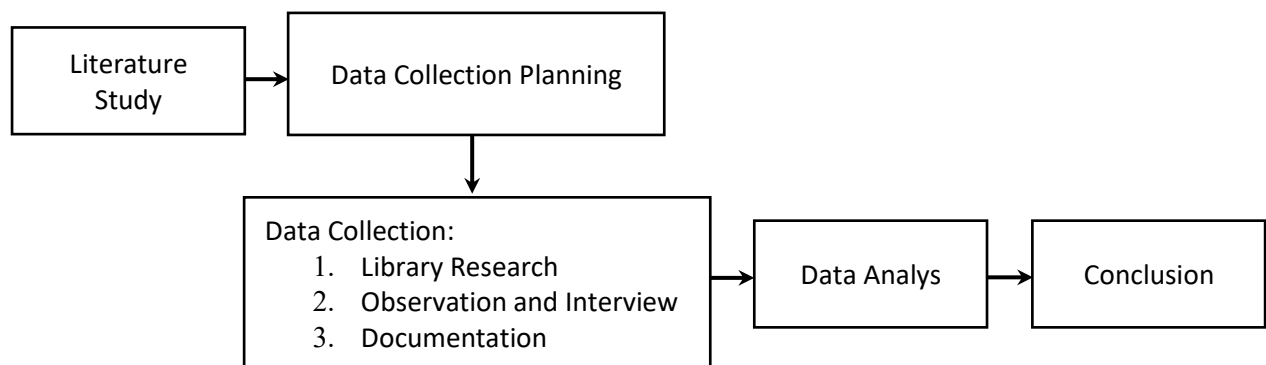 Literature
Study
Data Collection Planning
Data Collection:
1. Library Research
2. Observation and Interview
3. Documentation
Data Analys
Conclusion